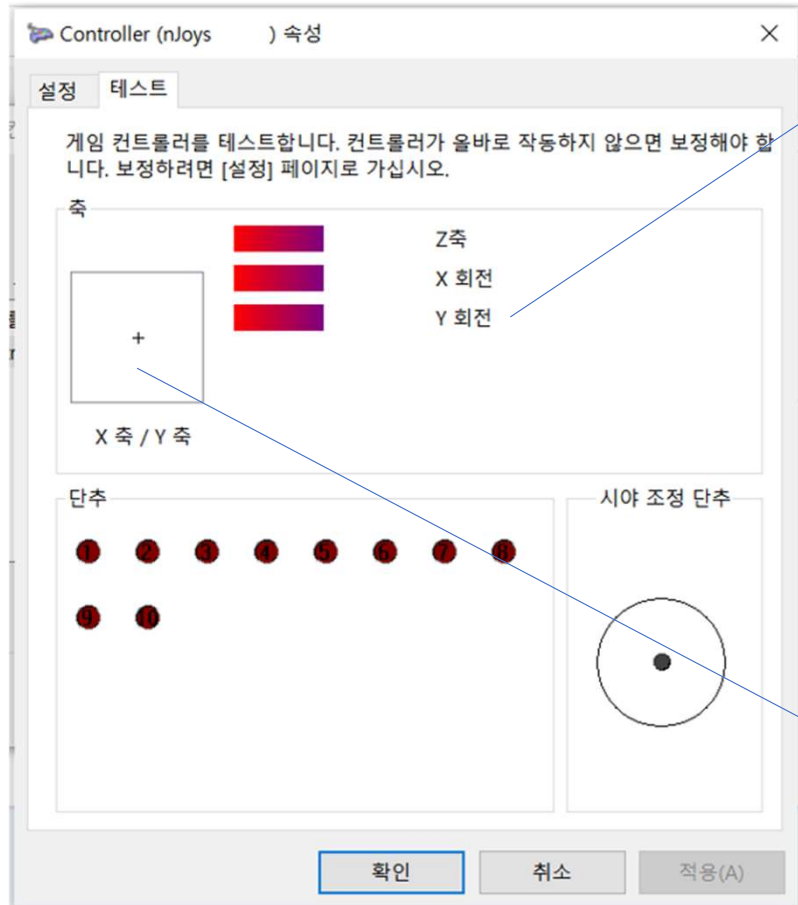 Controller (nJoys ) 속성
설정 테스트
게임 컨트롤러를 테스트합니다. 컨트롤러가 올바로 작동하지 않으면 보정해야 합
니다. 보정하려면 [설정] 페이지로 가십시오.
축
Z축
X 회전
Y 회전
X 축 / Y 축
단추
1 2 3 4 5 6 7 8
9 10
시야 조정 단추
확인 취소 적용(A)